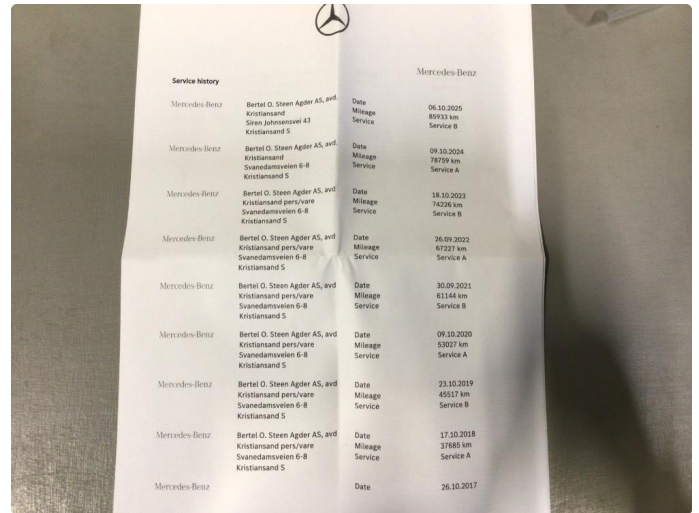 Mercedes-Benz
Service history
Mercedes-Benz Bertel O. Steen Agder AS, avd. Date 06.10.2025
Kristiansand Mileage 85933 km
Siren Johnsensvei 43 Service Service B
Kristiansand S
Mercedes-Benz Bertel O. Steen Agder AS, avd. Date 09.10.2024
Kristiansand Mileage 78759 km
Svanedamsveien 6-8 Service Service A
Kristiansand S
Mercedes-Benz Bertel O. Steen Agder AS, avd Date 18.10.2023
Kristiansand pers/vare Mileage 74226 km
Svanedamsveien 6-8 Service Service B
Kristiansand S
Mercedes-Benz Bertel O. Steen Agder AS, avd Date 26.09.2022
Kristiansand pers/vare Mileage 67227 km
Svanedamsveien 6-8 Service Service A
Kristiansand S
Mercedes-Benz Bertel O. Steen Agder AS, avd Date 30.09.2021
Kristiansand pers/vare Mileage 61144 km
Svanedamsveien 6-8 Service Service B
Kristiansand S
Mercedes-Benz Bertel O. Steen Agder AS, avd Date 09.10.2020
Kristiansand pers/vare Mileage 53027 km
Svanedamsveien 6-8 Service Service A
Kristiansand S
Mercedes-Benz Bertel O. Steen Agder AS, avd Date 23.10.2019
Kristiansand pers/vare Mileage 45517 km
Svanedamsveien 6-8 Service Service B
Kristiansand S
Mercedes-Benz Bertel O. Steen Agder AS, avd Date 17.10.2018
Kristiansand pers/vare Mileage 37685 km
Svanedamsveien 6-8 Service Service A
Kristiansand S
Mercedes-Benz Date 26.10.2017